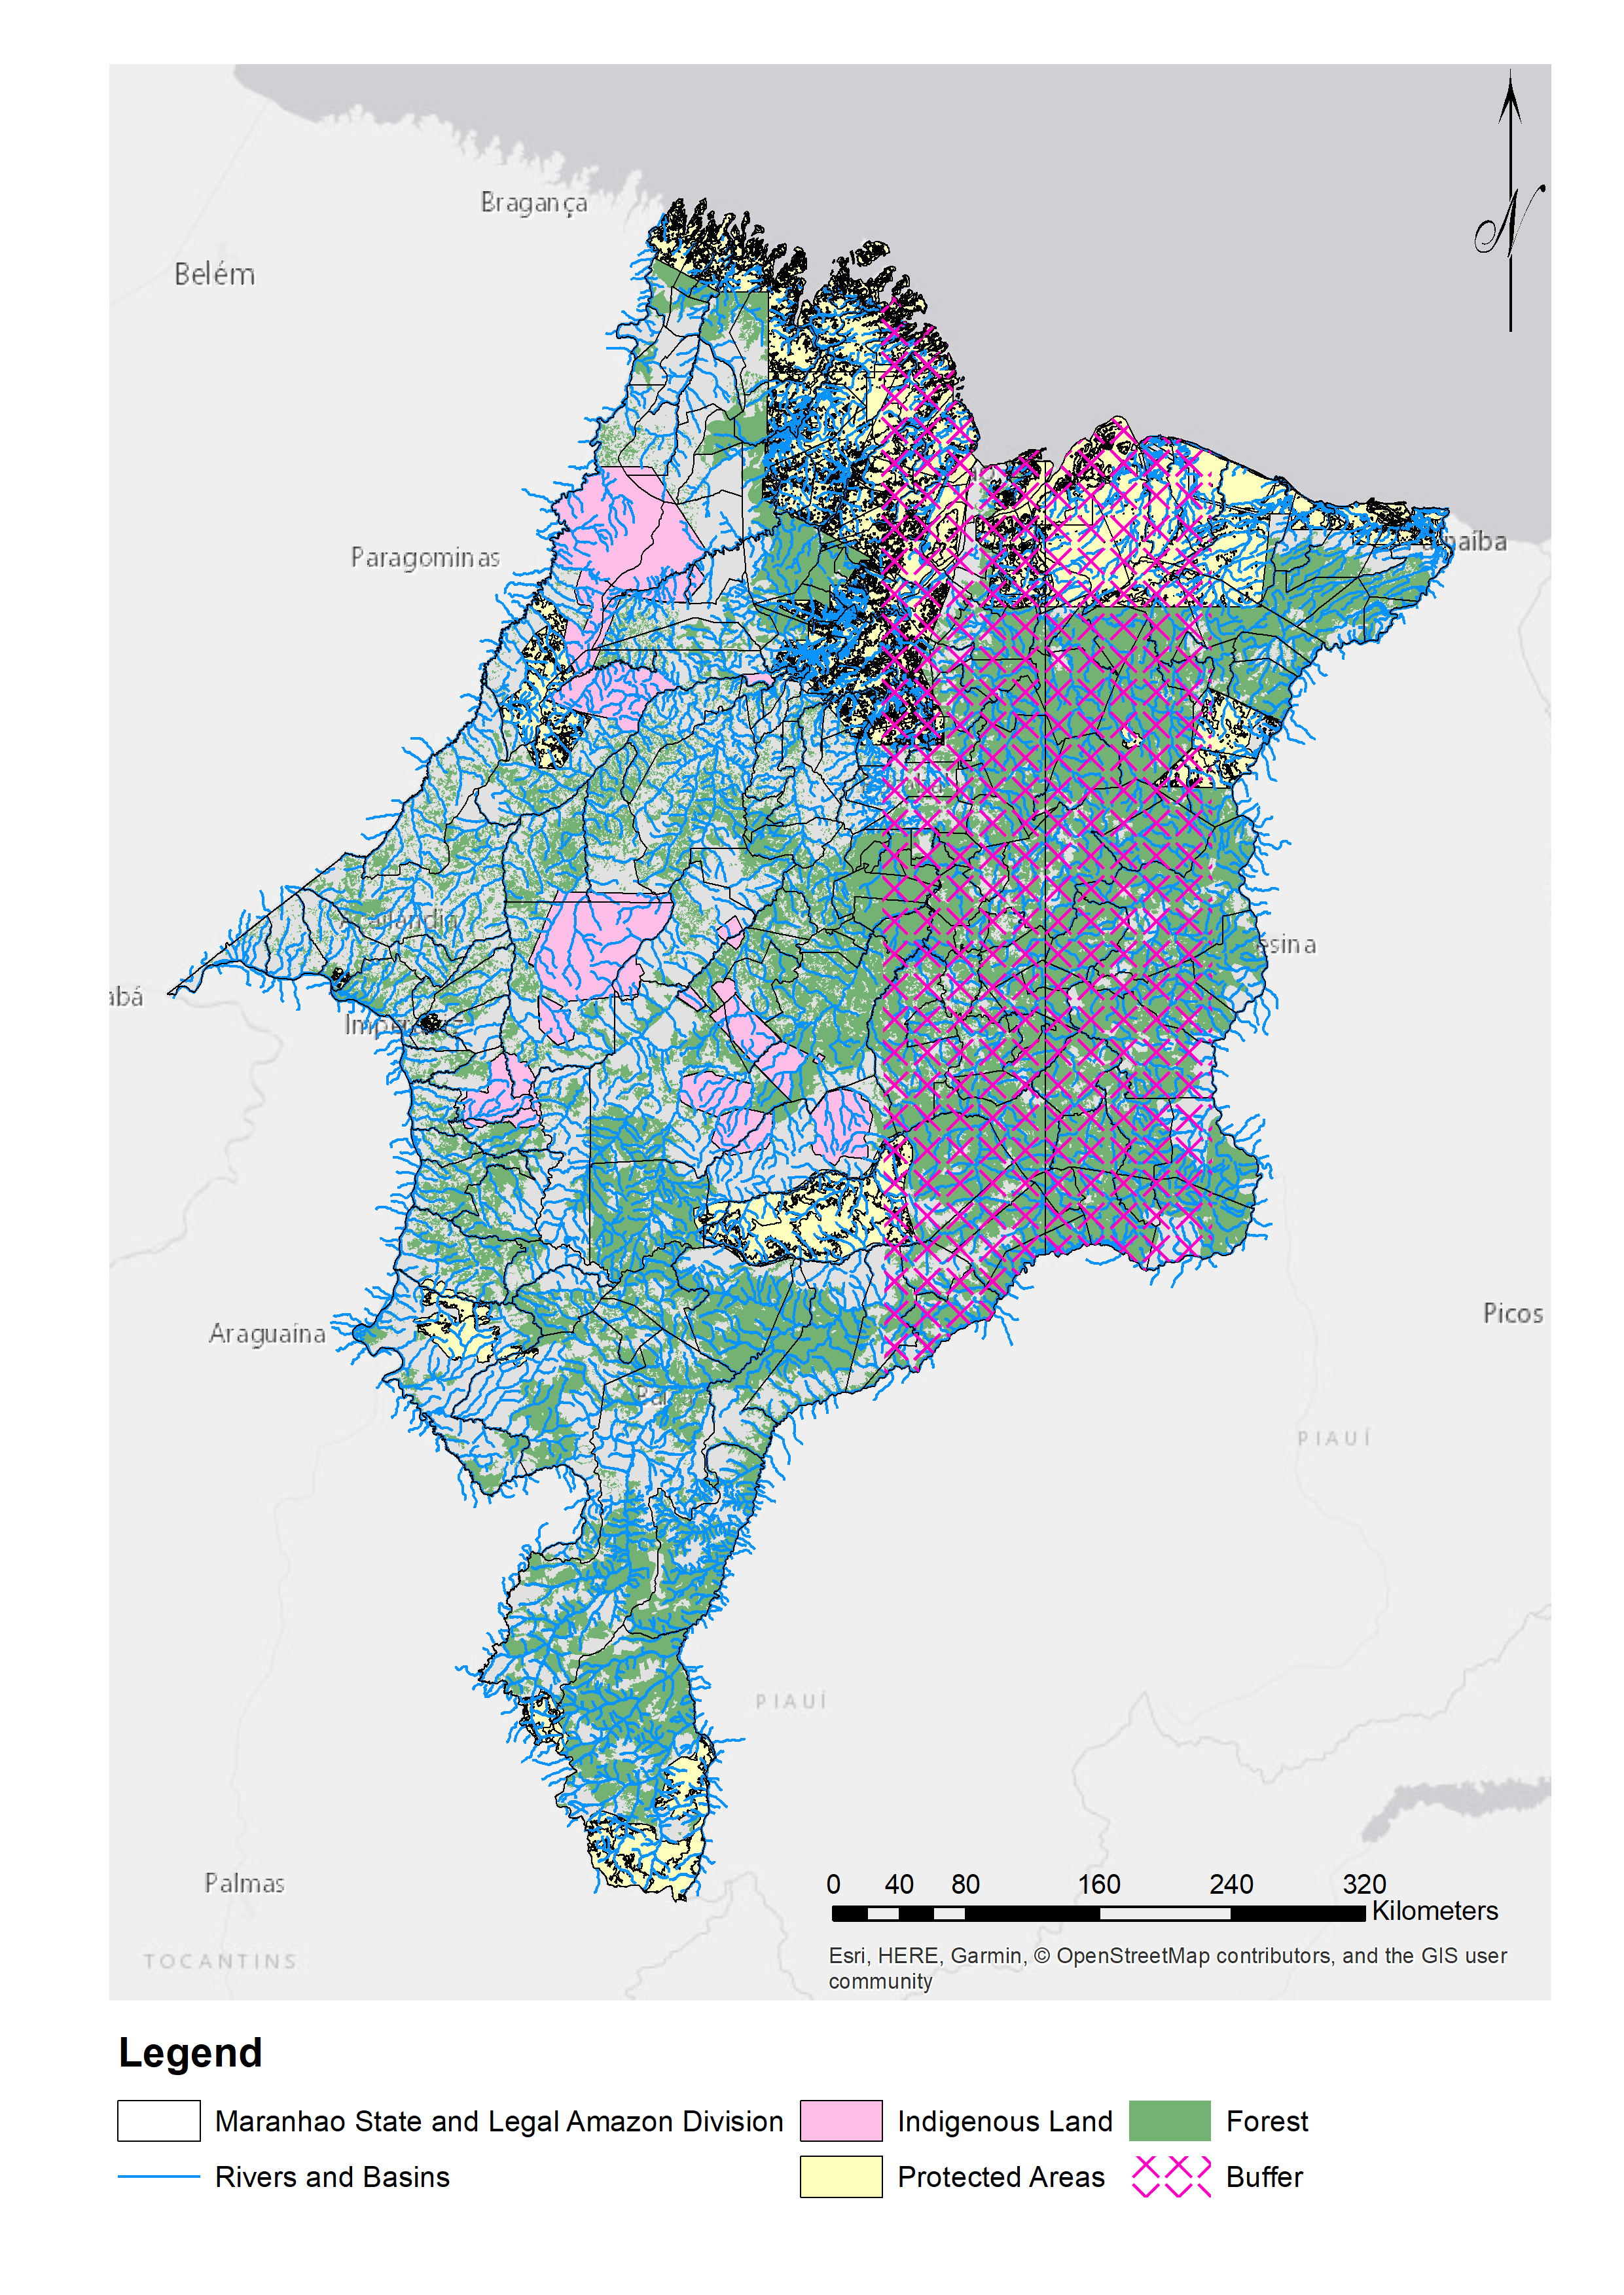 N
Bragança
Belém
Paragominas
naíba
esina
abá
Araguaína
Picos
PIAUÍ
PIAUÍ
Palmas
TOCANTINS
0 40 80 160 240 320
Kilometers
Esri, HERE, Garmin, © OpenStreetMap contributors, and the GIS user
community
Legend
Maranhao State and Legal Amazon Division
Indigenous Land
Forest
Rivers and Basins
Protected Areas
Buffer